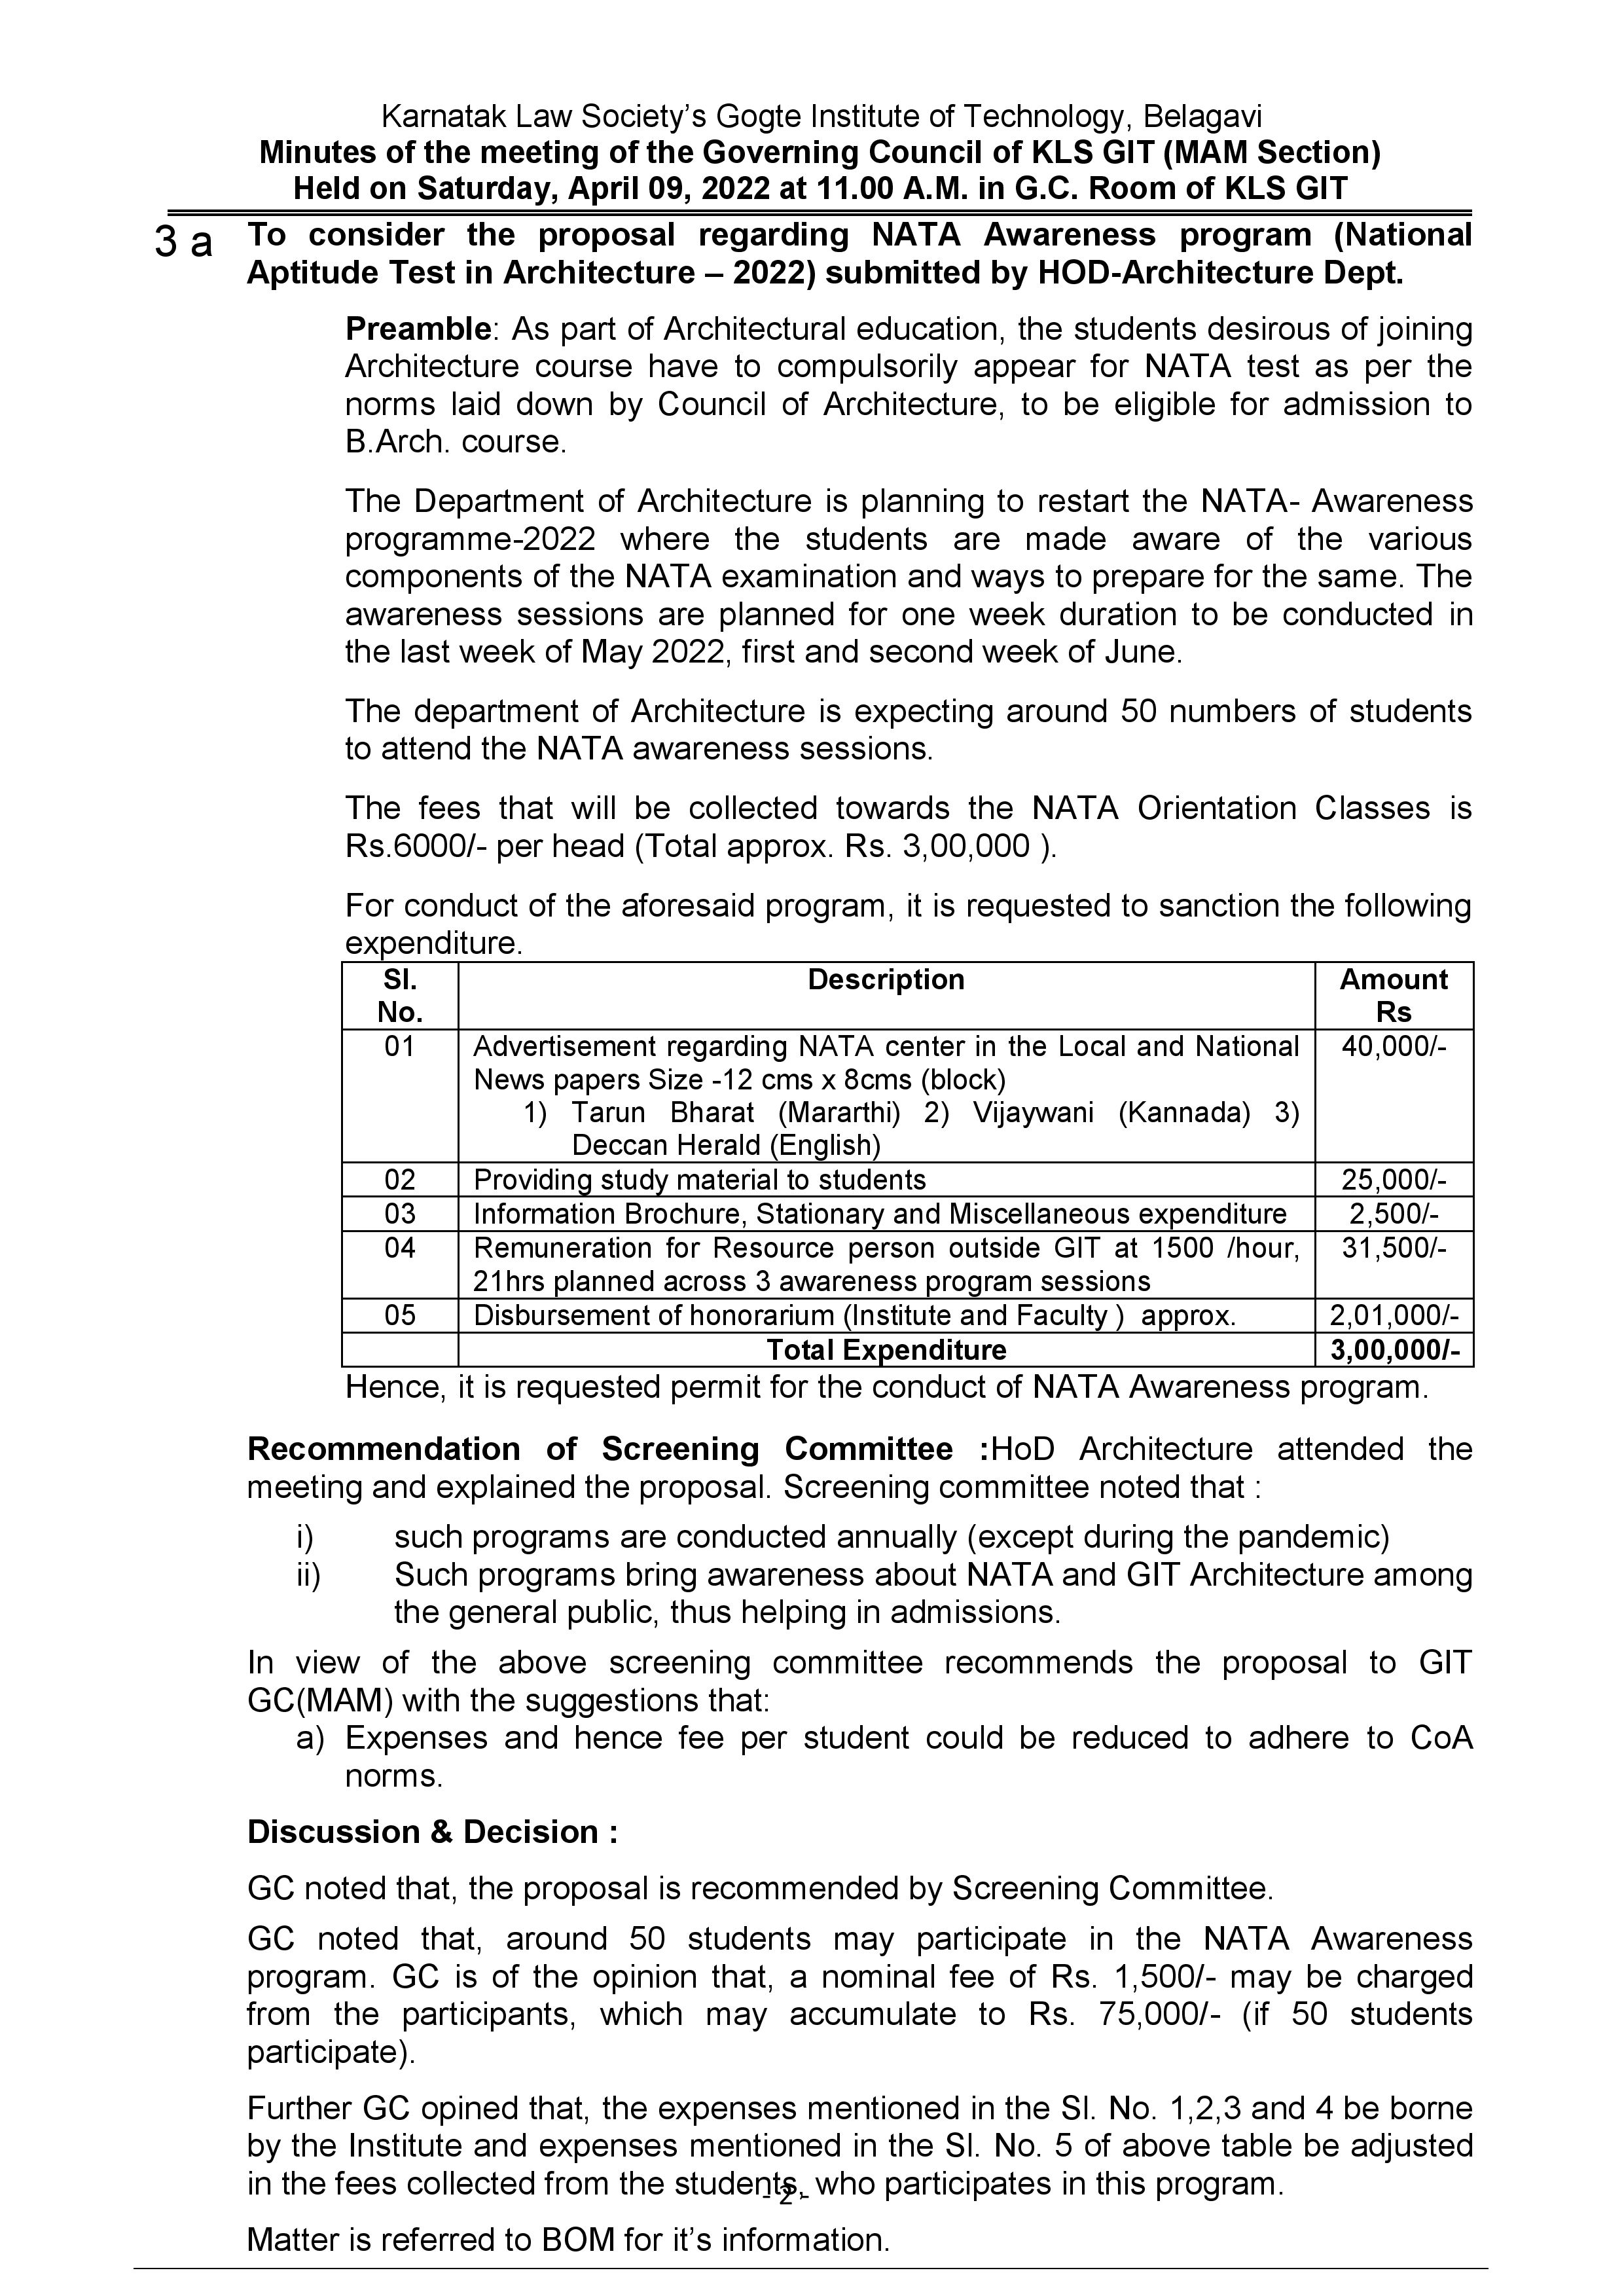 Karnatak Law Society’s Gogte Institute of Technology, Belagavi
Minutes of the meeting of the Governing Council of KLS GIT (MAM Section)
Held on Saturday, April 09, 2022 at 11.00 A.M. in G.C. Room of KLS GIT
3 a To consider the proposal regarding NATA Awareness program (National
Aptitude Test in Architecture – 2022) submitted by HOD-Architecture Dept.
Preamble: As part of Architectural education, the students desirous of joining
Architecture course have to compulsorily appear for NATA test as per the
norms laid down by Council of Architecture, to be eligible for admission to
B.Arch. course.
The Department of Architecture is planning to restart the NATA- Awareness
programme-2022 where the students are made aware of the various
components of the NATA examination and ways to prepare for the same. The
awareness sessions are planned for one week duration to be conducted in
the last week of May 2022, first and second week of June.
The department of Architecture is expecting around 50 numbers of students
to attend the NATA awareness sessions.
The fees that will be collected towards the NATA Orientation Classes is
Rs.6000/- per head (Total approx. Rs. 3,00,000 ).
For conduct of the aforesaid program, it is requested to sanction the following
expenditure.
Sl. No. Description Amount Rs
01 Advertisement regarding NATA center in the Local and National 40,000/-
News papers Size -12 cms x 8cms (block)
1) Tarun Bharat (Mararthi) 2) Vijaywani (Kannada) 3)
Deccan Herald (English)
02 Providing study material to students 25,000/-
03 Information Brochure, Stationary and Miscellaneous expenditure 2,500/-
04 Remuneration for Resource person outside GIT at 1500 /hour, 31,500/-
21hrs planned across 3 awareness program sessions
05 Disbursement of honorarium (Institute and Faculty ) approx. 2,01,000/-
Total Expenditure 3,00,000/-
Hence, it is requested permit for the conduct of NATA Awareness program.
Recommendation of Screening Committee :HoD Architecture attended the
meeting and explained the proposal. Screening committee noted that :
i) such programs are conducted annually (except during the pandemic)
ii) Such programs bring awareness about NATA and GIT Architecture among
the general public, thus helping in admissions.
In view of the above screening committee recommends the proposal to GIT
GC(MAM) with the suggestions that:
a) Expenses and hence fee per student could be reduced to adhere to CoA
norms.
Discussion & Decision :
GC noted that, the proposal is recommended by Screening Committee.
GC noted that, around 50 students may participate in the NATA Awareness
program. GC is of the opinion that, a nominal fee of Rs. 1,500/- may be charged
from the participants, which may accumulate to Rs. 75,000/- (if 50 students
participate).
Further GC opined that, the expenses mentioned in the Sl. No. 1,2,3 and 4 be borne
by the Institute and expenses mentioned in the Sl. No. 5 of above table be adjusted
in the fees collected from the students, who participates in this program.
- 2 -
Matter is referred to BOM for it’s information.